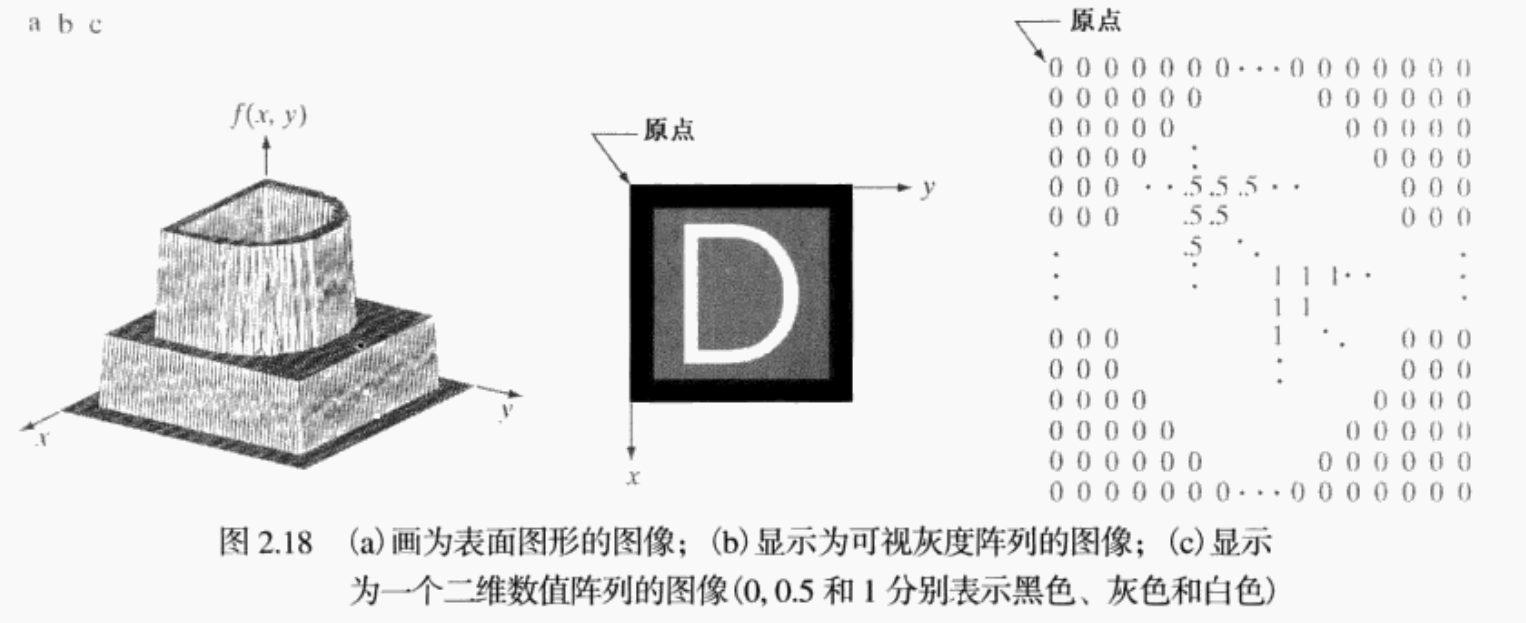 a b c
f(x, y)
x
y
原点
y
x
原点
0 0 0 0 0 0 0 · · · 0 0 0 0 0 0 0
0 0 0 0 0 0 0 0 0 0 0 0
0 0 0 0 0 0 0 0 0 0
0 0 0 0 0 0 0 0
0 0 0 · · .5 .5 .5 · · 0 0 0
0 0 0 .5 .5 0 0 0
.5
1 1 1 · ·
1 1
0 0 0 1 0 0 0
0 0 0 0 0 0
0 0 0 0 0 0 0 0
0 0 0 0 0 0 0 0 0 0
0 0 0 0 0 0 0 0 0 0 0 0
0 0 0 0 0 0 0 · · · 0 0 0 0 0 0 0
图 2.18 (a)画为表面图形的图像；(b)显示为可视灰度阵列的图像；(c)显示
为一个二维数值阵列的图像(0, 0.5 和 1 分别表示黑色、灰色和白色)